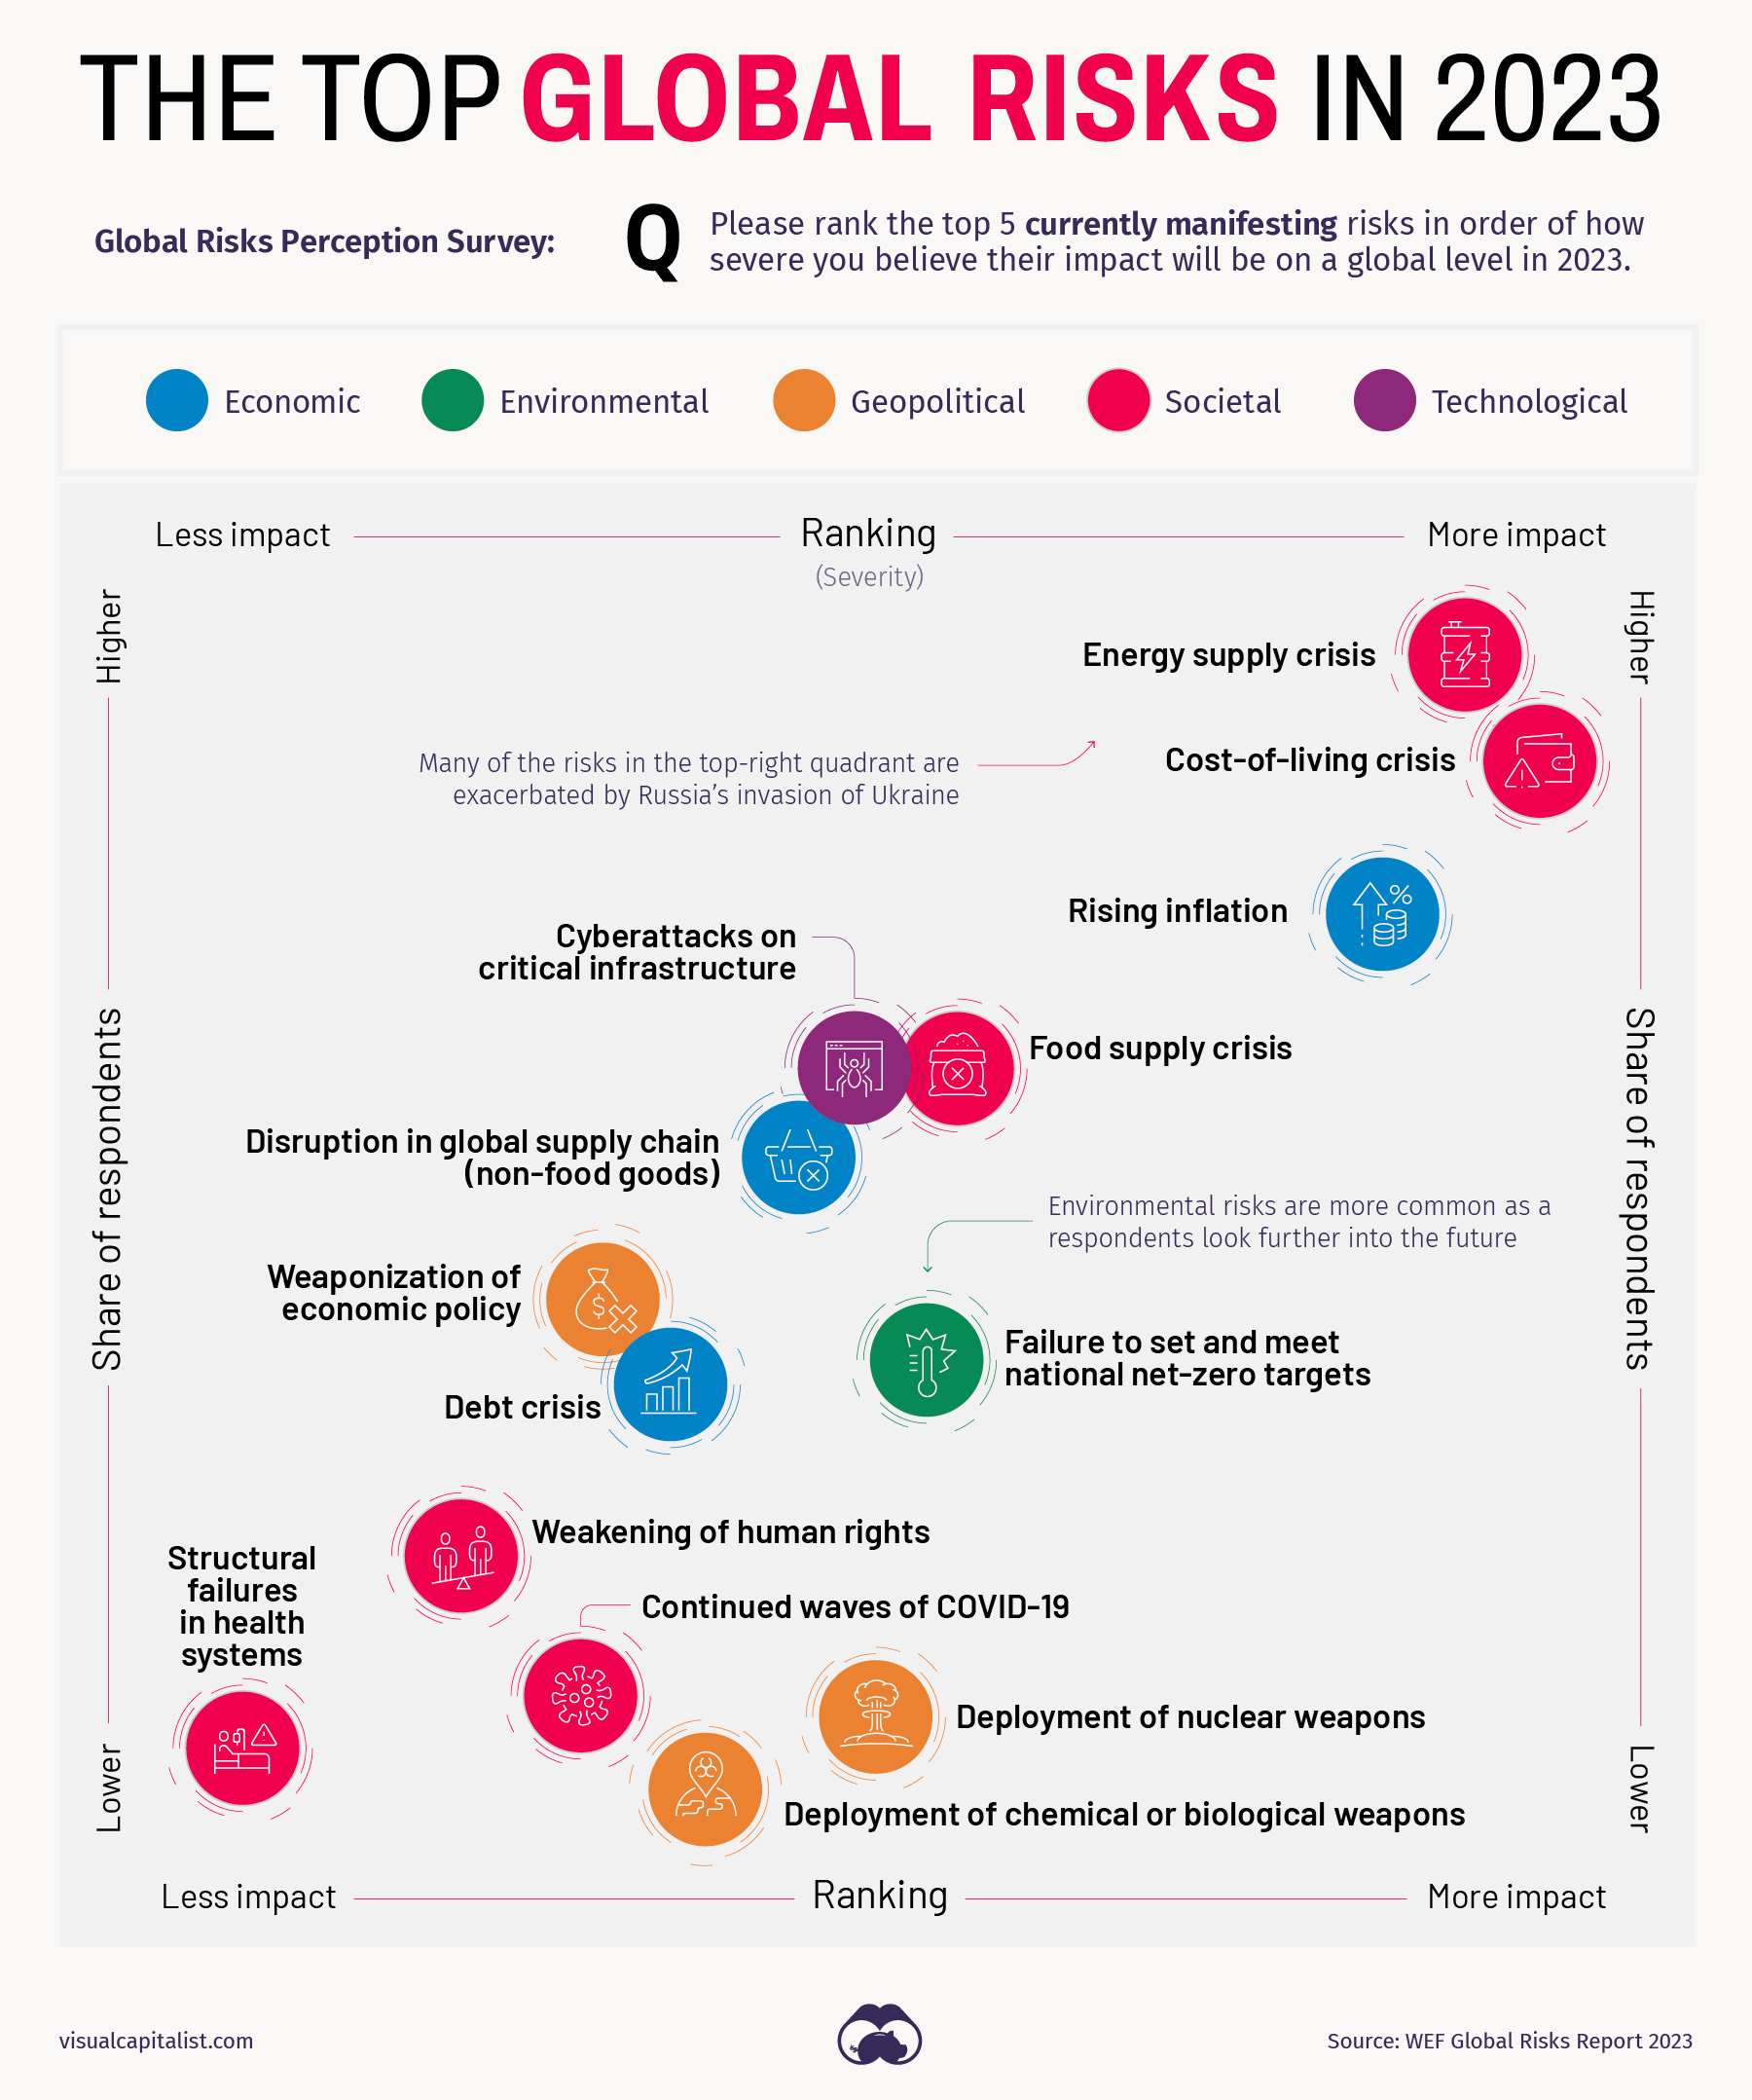 THE TOP GLOBAL RISKS IN 2023
Global Risks Perception Survey:
Q
Please rank the top 5 currently manifesting risks in order of how
severe you believe their impact will be on a global level in 2023.
Economic
Environmental
Geopolitical
Societal
Technological
Less impact
Ranking
More impact
(Severity)
Higher
Higher
Energy supply crisis
Cost-of-living crisis
Many of the risks in the top-right quadrant are
exacerbated by Russia's invasion of Ukraine
%
Rising inflation
Cyberattacks on
critical infrastructure
Food supply crisis
Share of respondents
Share of respondents
Disruption in global supply chain
(non-food goods)
Environmental risks are more common as a
respondents look further into the future
Weaponization of
economic policy
$
Failure to set and meet
national net-zero targets
Debt crisis
Weakening of human rights
Structural
failures
in health
systems
Continued waves of COVID-19
Deployment of nuclear weapons
Deployment of chemical or biological weapons
Lower
Lower
Less impact
Ranking
More impact
visualcapitalist.com
Source: WEF Global Risks Report 2023